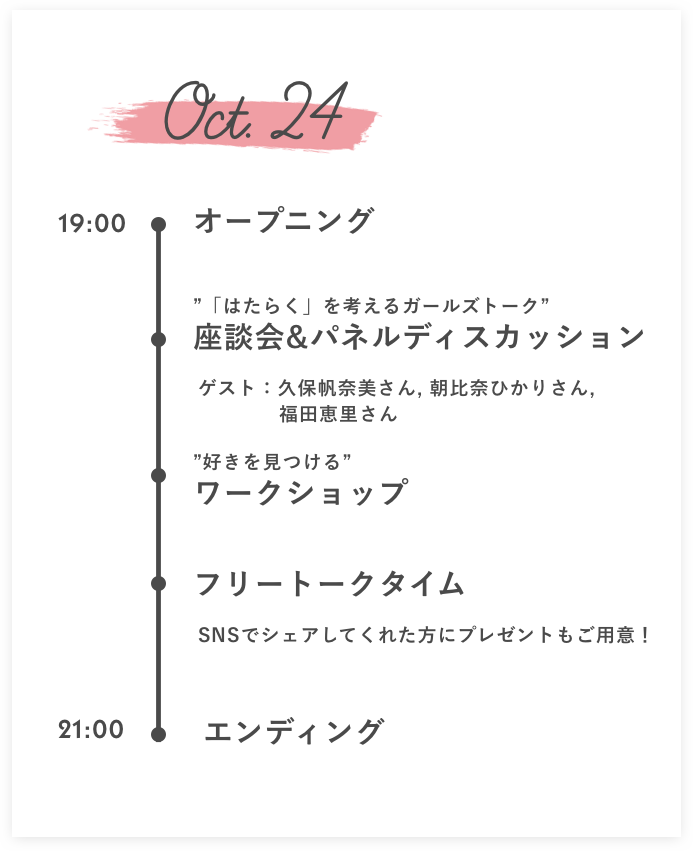 Oct. 24
19:00 オープニング
”「はたらく」を考えるガールズトーク”
座談会&パネルディスカッション
ゲスト：久保帆奈美さん, 朝比奈ひかりさん,
福田恵里さん
”好きを見つける”
ワークショップ
フリートークタイム
SNSでシェアしてくれた方にプレゼントもご用意！
21:00 エンディング